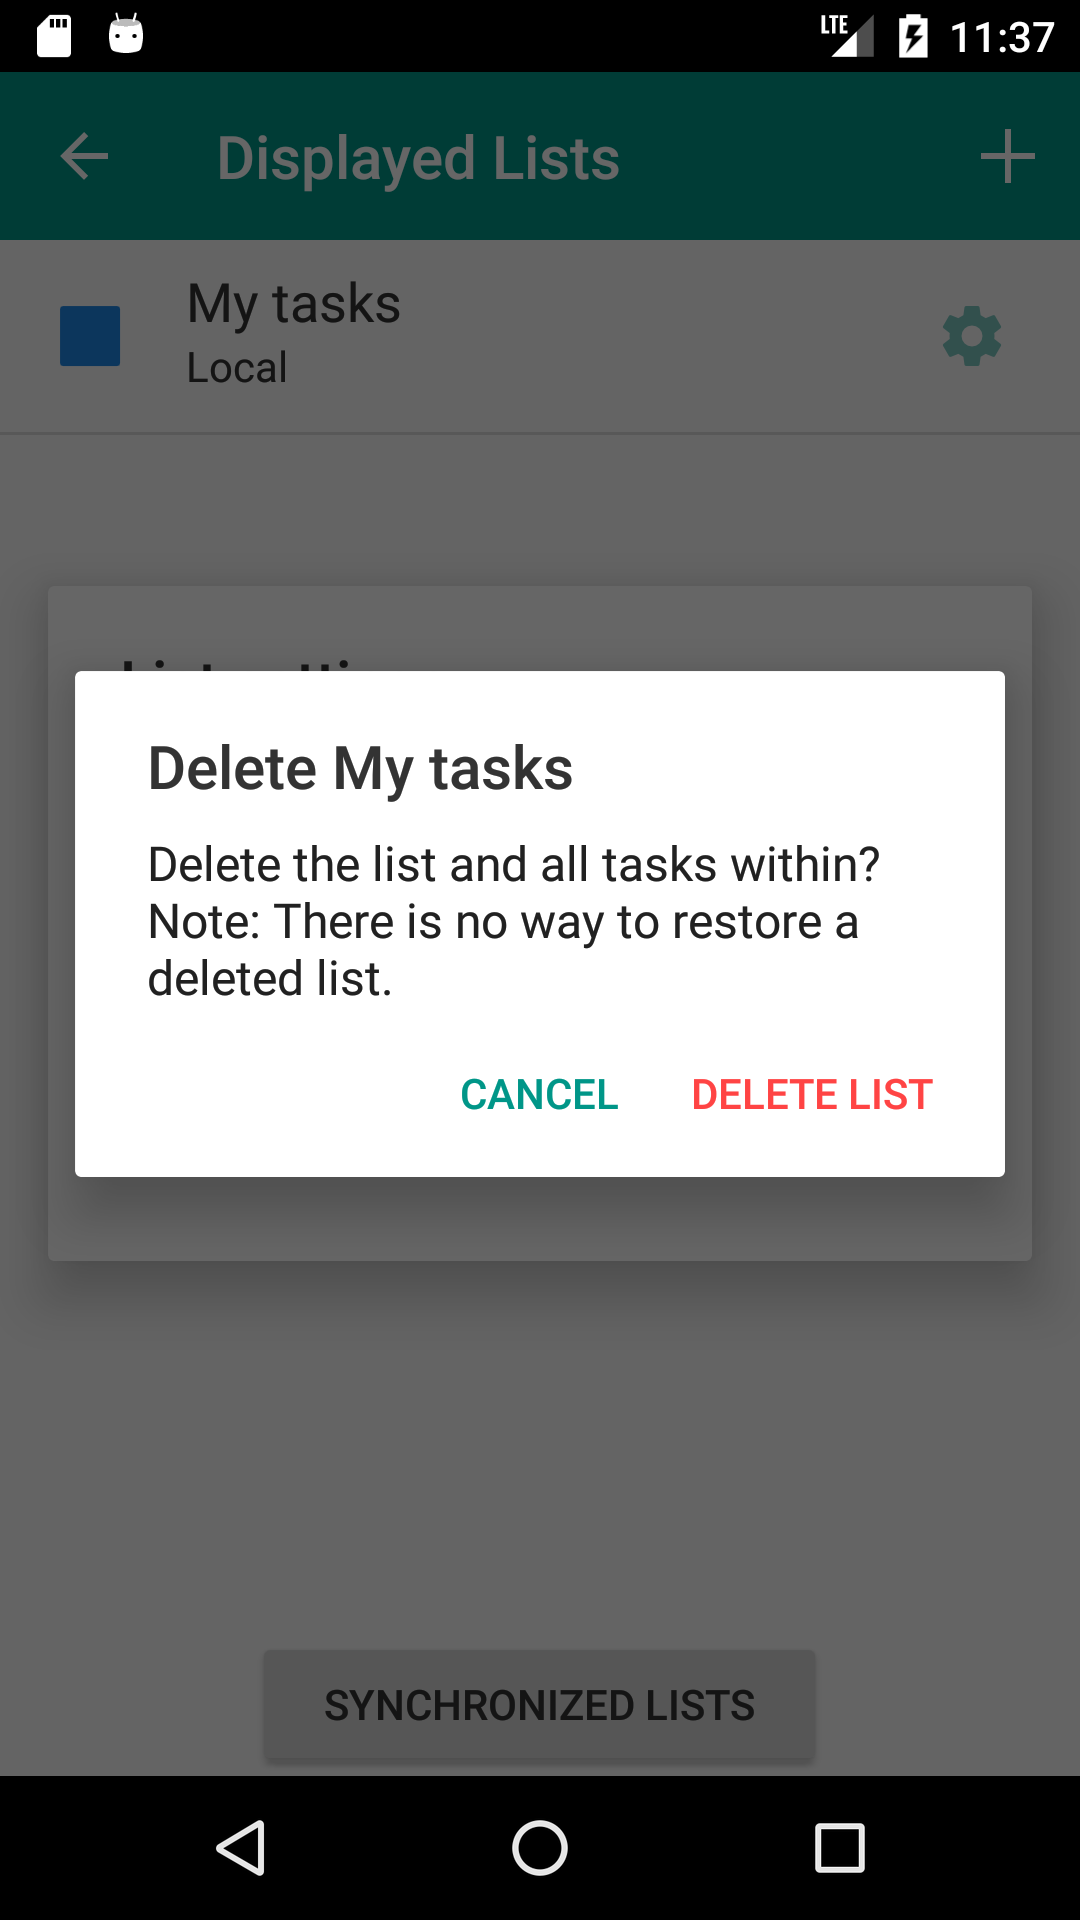 LTE 11:37
Displayed Lists
My tasks
Local
Delete My tasks
Delete the list and all tasks within?
Note: There is no way to restore a
deleted list.
CANCEL DELETE LIST
SYNCHRONIZED LISTS